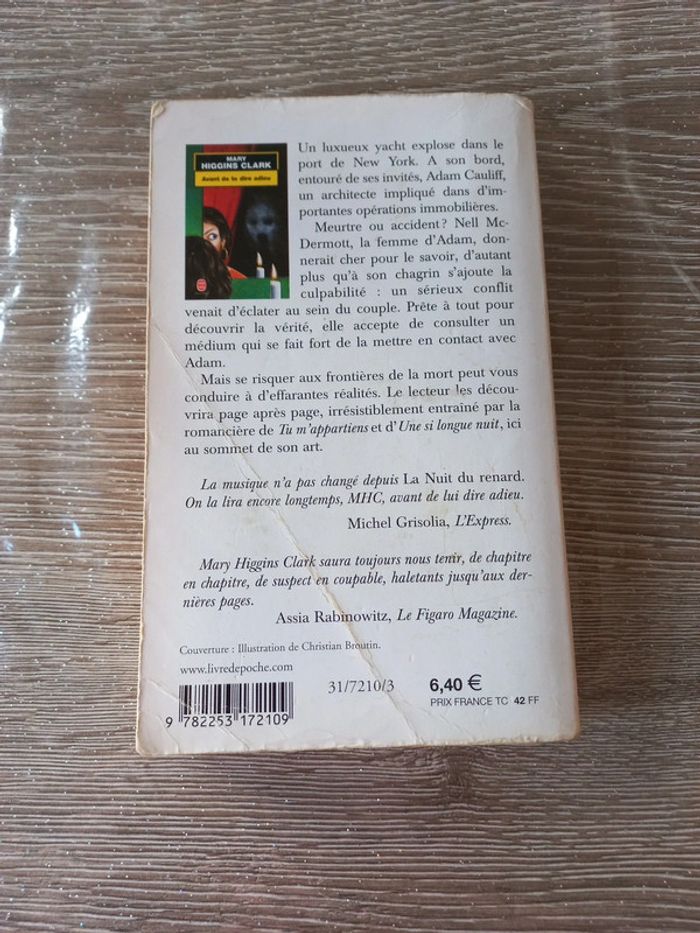 MARY
HIGGINS CLARK
Avant de te dire adieu
Un luxueux yacht explose dans le
port de New York. A son bord,
entouré de ses invités, Adam Cauliff,
un architecte impliqué dans d'im-
portantes opérations immobilières.
Meurtre ou accident ? Nell Mc-
Dermott, la femme d'Adam, don-
nerait cher pour le savoir, d'autant
plus qu'à son chagrin s'ajoute la
culpabilité : un sérieux conflit
venait d'éclater au sein du couple. Prête à tout pour
découvrir la vérité, elle accepte de consulter un
médium qui se fait fort de la mettre en contact avec
Adam.
Mais se risquer aux frontières de la mort peut vous
conduire à d'effarantes réalités. Le lecteur les décou-
vrira page après page, irrésistiblement entraîné par la
romancière de Tu m'appartiens et d'Une si longue nuit, ici
au sommet de son art.
La musique n'a pas changé depuis La Nuit du renard.
On la lira encore longtemps, MHC, avant de lui dire adieu.
Michel Grisolia, L'Express.
Mary Higgins Clark saura toujours nous tenir, de chapitre
en chapitre, de suspect en coupable, haletants jusqu'aux der-
nières pages.
Assia Rabinowitz, Le Figaro Magazine.
Couverture : Illustration de Christian Broutin.
www.livredepoche.com
31/7210/3
6,40 €
PRIX FRANCE TC 42 FF
9 782253 172109